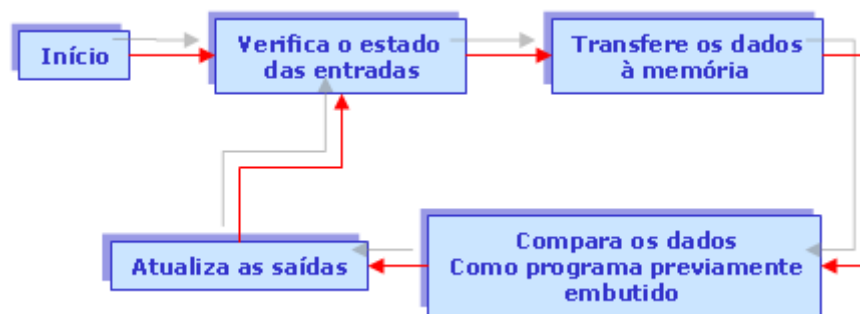 Início
Verifica o estado
das entradas
Transfere os dados
à memória
Compara os dados
Como programa previamente
embutido
Atualiza as saídas